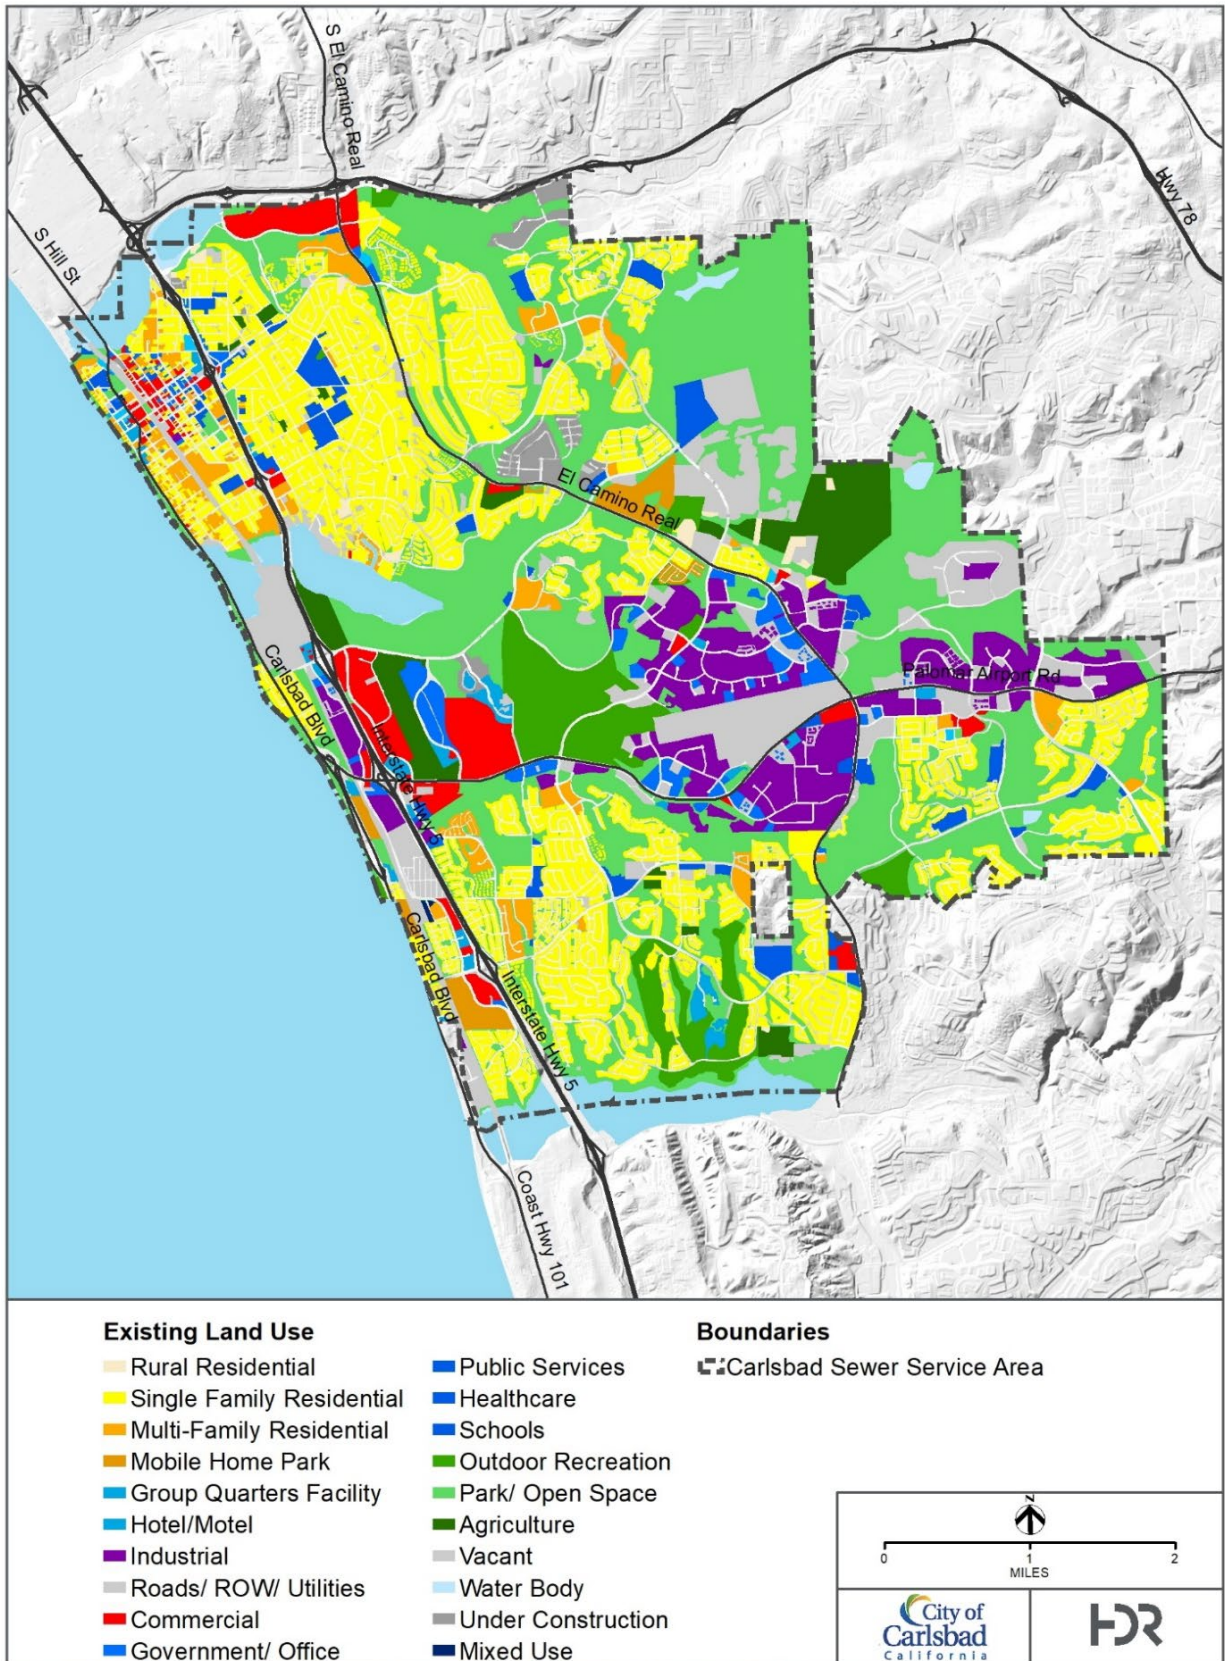 S El Camino Real
Hwy 78
S Hill St
El Camino Real
Palomar Airport Rd
Carlsbad Blvd
Interstate Hwy 5
Carlsbad Blvd
Interstate Hwy 5
Coast Hwy 101
Existing Land Use
Rural Residential
Single Family Residential
Multi-Family Residential
Mobile Home Park
Group Quarters Facility
Hotel/Motel
Industrial
Roads/ ROW/ Utilities
Commercial
Government/ Office
Public Services
Healthcare
Schools
Outdoor Recreation
Park/ Open Space
Agriculture
Vacant
Water Body
Under Construction
Mixed Use
Boundaries
Carlsbad Sewer Service Area
Z
0 1 2
MILES
City of
Carlsbad
California
HDR